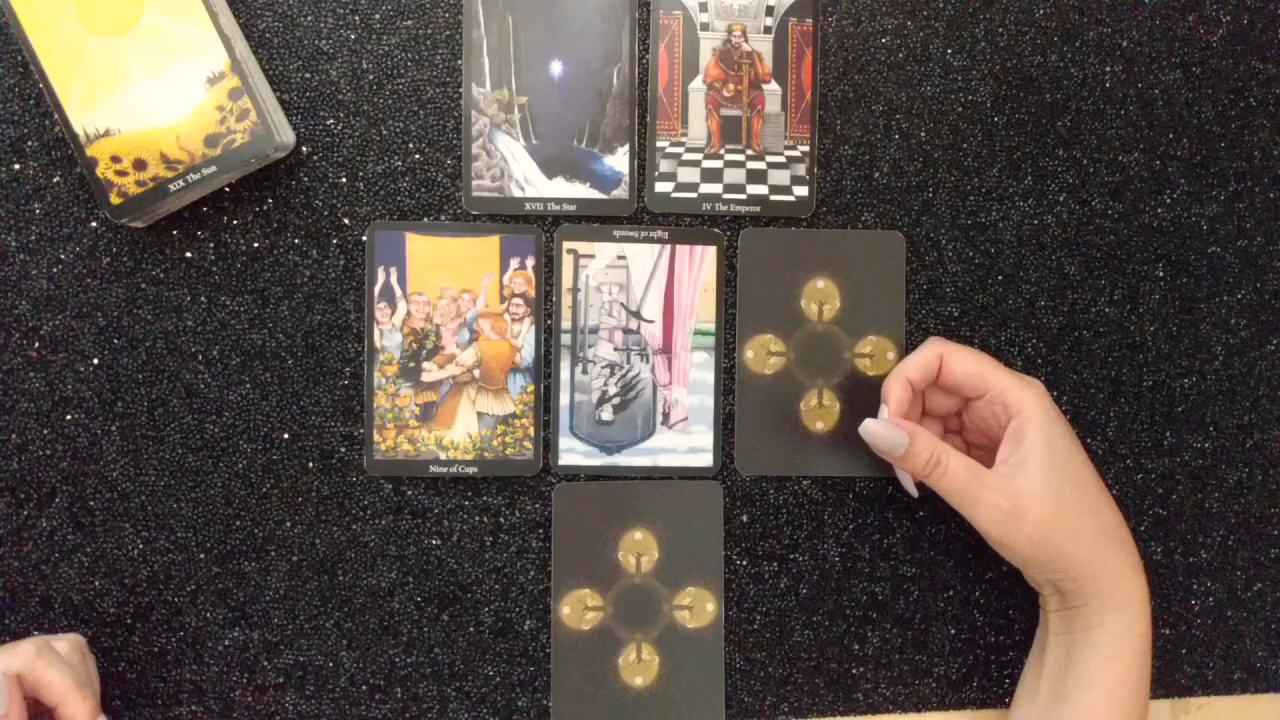 XIX The Sun
XVII The Star
IV The Emperor
Nine of Cups
Eight of Swords